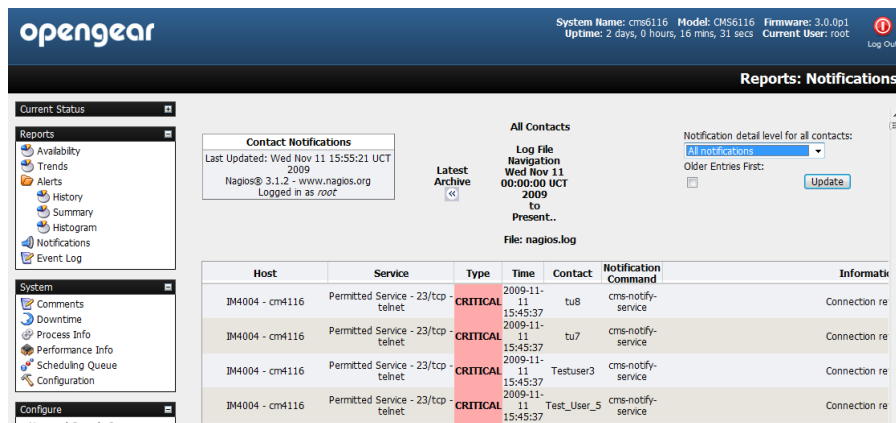 opengear
System Name: cms6116 Model: CMS6116 Firmware: 3.0.0p1
Uptime: 2 days, 0 hours, 16 mins, 31 secs Current User: root
Log Out
Reports: Notifications
Current Status
Reports
Availability
Trends
Alerts
History
Summary
Histogram
Notifications
Event Log
System
Comments
Downtime
Process Info
Performance Info
Scheduling Queue
Configuration
Configure
Contact Notifications
Last Updated: Wed Nov 11 15:55:21 UCT
2009
Nagios® 3.1.2 - www.nagios.org
Logged in as root
Latest
Archive
All Contacts
Log File
Navigation
Wed Nov 11
00:00:00 UCT
2009
to
Present..
File: nagios.log
Notification detail level for all contacts:
All notifications
Older Entries First:
Update
Host Service Type Time Contact Notification Command Informatio
IM4004 - cm4116 Permitted Service - 23/tcp - telnet CRITICAL 2009-11-11 15:45:37 tu8 cms-notify-service Connection re
IM4004 - cm4116 Permitted Service - 23/tcp - telnet CRITICAL 2009-11-11 15:45:37 tu7 cms-notify-service Connection re
IM4004 - cm4116 Permitted Service - 23/tcp - telnet CRITICAL 2009-11-11 15:45:37 Testuser3 cms-notify-service Connection re
IM4004 - cm4116 Permitted Service - 23/tcp - telnet CRITICAL 2009-11-11 15:45:37 Test_User_5 cms-notify-service Connection re